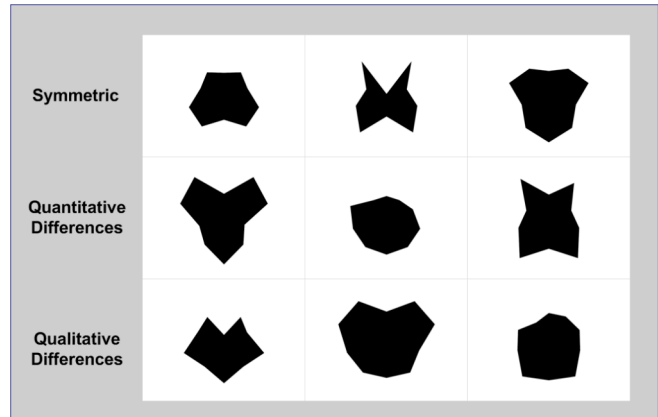 Symmetric
Quantitative
Differences
Qualitative
Differences